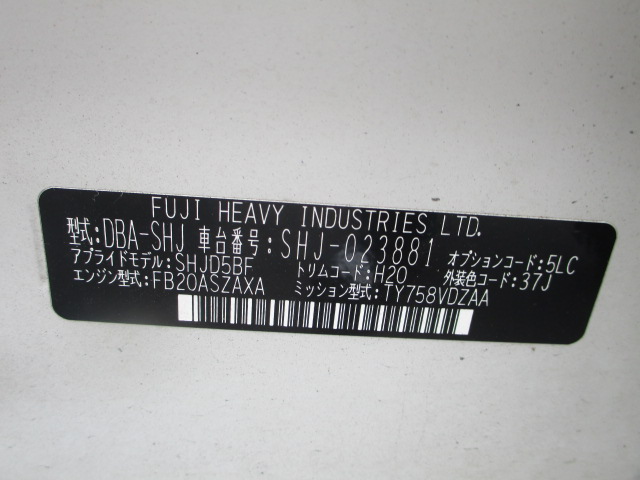 FUJI HEAVY INDUSTRIES LTD.
型式:DBA-SHJ 車台番号:SHJ-023881 オプションコード:5LC
アプライドモデル:SHJD5BF トリムコード:H20 外装色コード:37J
エンジン型式:FB20ASZAXA ミッション型式:TY758VDZAA